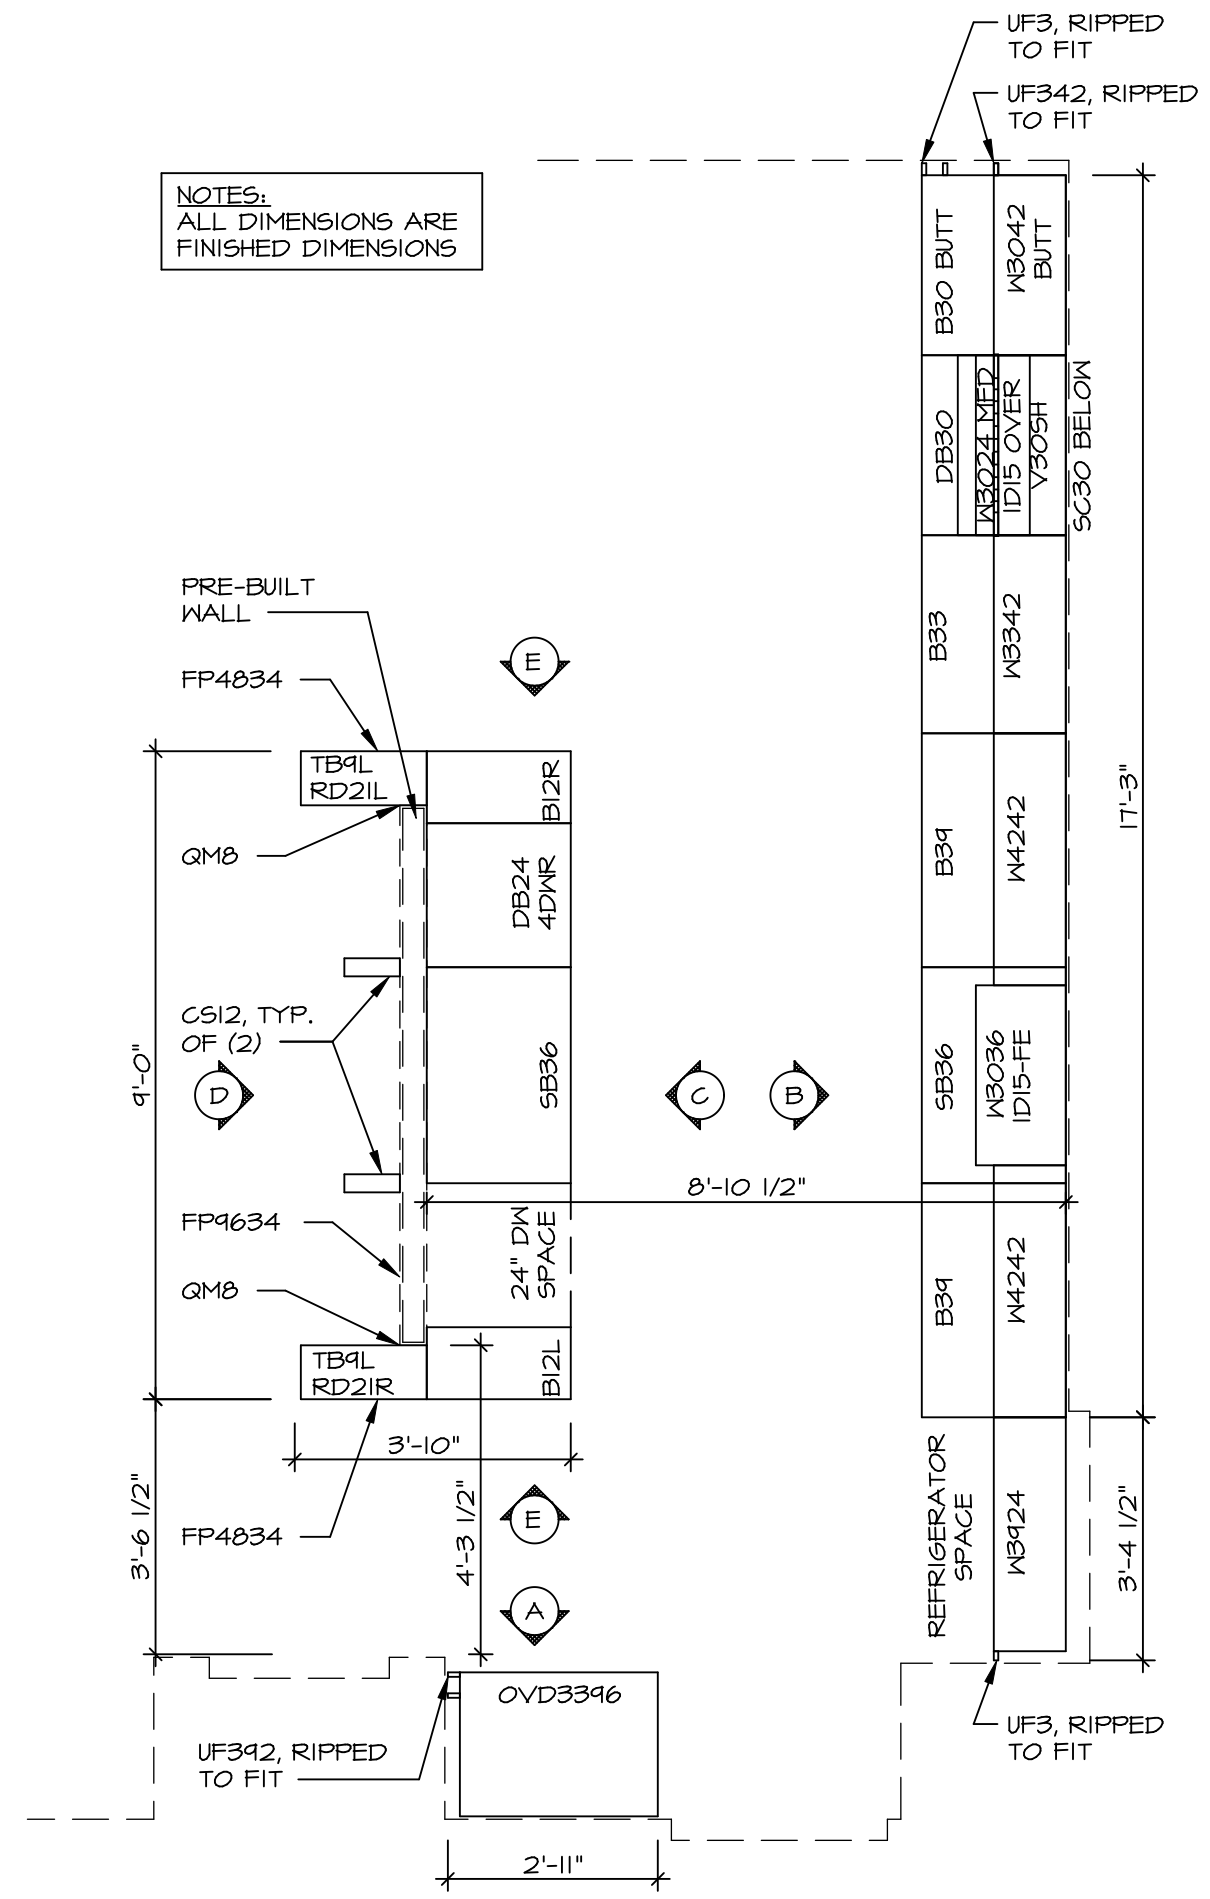 UF3, RIPPED
TO FIT
UF342, RIPPED
TO FIT
NOTES:
ALL DIMENSIONS ARE
FINISHED DIMENSIONS
B30 BUTT
W3042
BUTT
DB30
W3024 MFD
ID15 OVER
V30SH
SC30 BELOW
PRE-BUILT
WALL
FP4834
E
B33
W3342
TB9L
RD21L
B12R
QM8
DB24
4DWR
B39
W4242
17'-3"
CS12, TYP.
OF (2)
9'-0"
D
SB36
C
B
SB36
W3036
ID15-FE
8'-10 1/2"
FP9634
24" DW
SPACE
QM8
B39
W4242
TB9L
RD21R
B12L
3'-10"
3'-6 1/2"
FP4834
4'-3 1/2"
E
A
REFRIGERATOR
SPACE
W3924
3'-4 1/2"
OVD3396
UF392, RIPPED
TO FIT
UF3, RIPPED
TO FIT
2'-11"